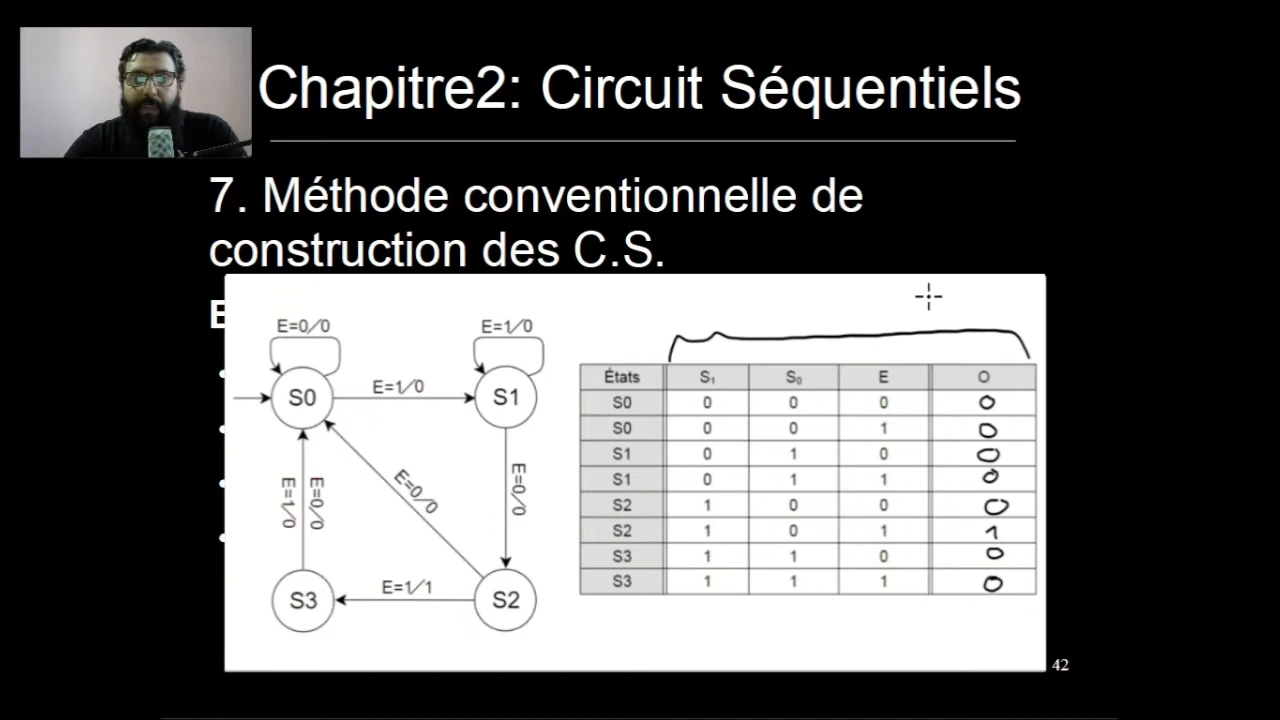 Chapitre2: Circuit Séquentiels
7. Méthode conventionnelle de
construction des C.S.
E
E=0/0
E=1/0
S0
E=1/0
S1
E=1/0
E=0/0
E=0/0
E=0/0
S3
E=1/1
S2
États S₁ S₀ E O
S0 0 0 0 0
S0 0 0 1 0
S1 0 1 0 0
S1 0 1 1 0
S2 1 0 0 0
S2 1 0 1 1
S3 1 1 0 0
S3 1 1 1 0
42